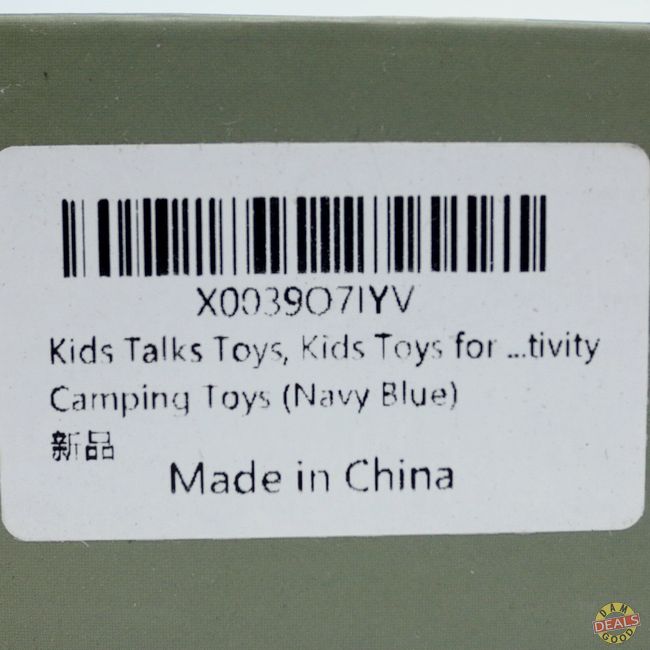 X0039O7IYV
Kids Talks Toys, Kids Toys for ...tivity
Camping Toys (Navy Blue)
新品
Made in China
DAM
DEALS
GOOD